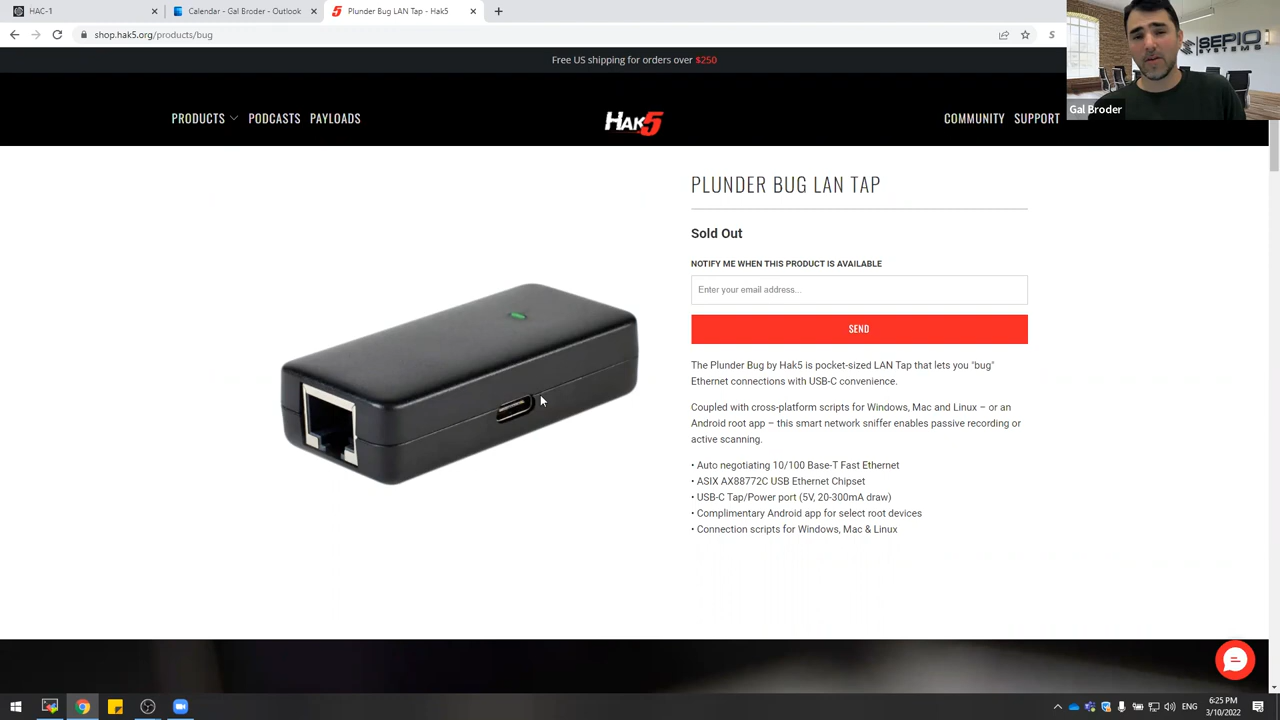 HAC-1
Calendar - Gal Broder - Outlook
Plunder Bug LAN Tap - Hak5
shop.hak5.org/products/bug
SEPIO
SYSTEMS
Gal Broder
Free US shipping for orders over $250
PRODUCTS
PODCASTS
PAYLOADS
HAK5
COMMUNITY
SUPPORT
PLUNDER BUG LAN TAP
Sold Out
NOTIFY ME WHEN THIS PRODUCT IS AVAILABLE
Enter your email address...
SEND
The Plunder Bug by Hak5 is pocket-sized LAN Tap that lets you "bug"
Ethernet connections with USB-C convenience.
Coupled with cross-platform scripts for Windows, Mac and Linux – or an
Android root app – this smart network sniffer enables passive recording or
active scanning.
• Auto negotiating 10/100 Base-T Fast Ethernet
• ASIX AX88772C USB Ethernet Chipset
• USB-C Tap/Power port (5V, 20-300mA draw)
• Complimentary Android app for select root devices
• Connection scripts for Windows, Mac & Linux
ENG
6:25 PM
3/10/2022